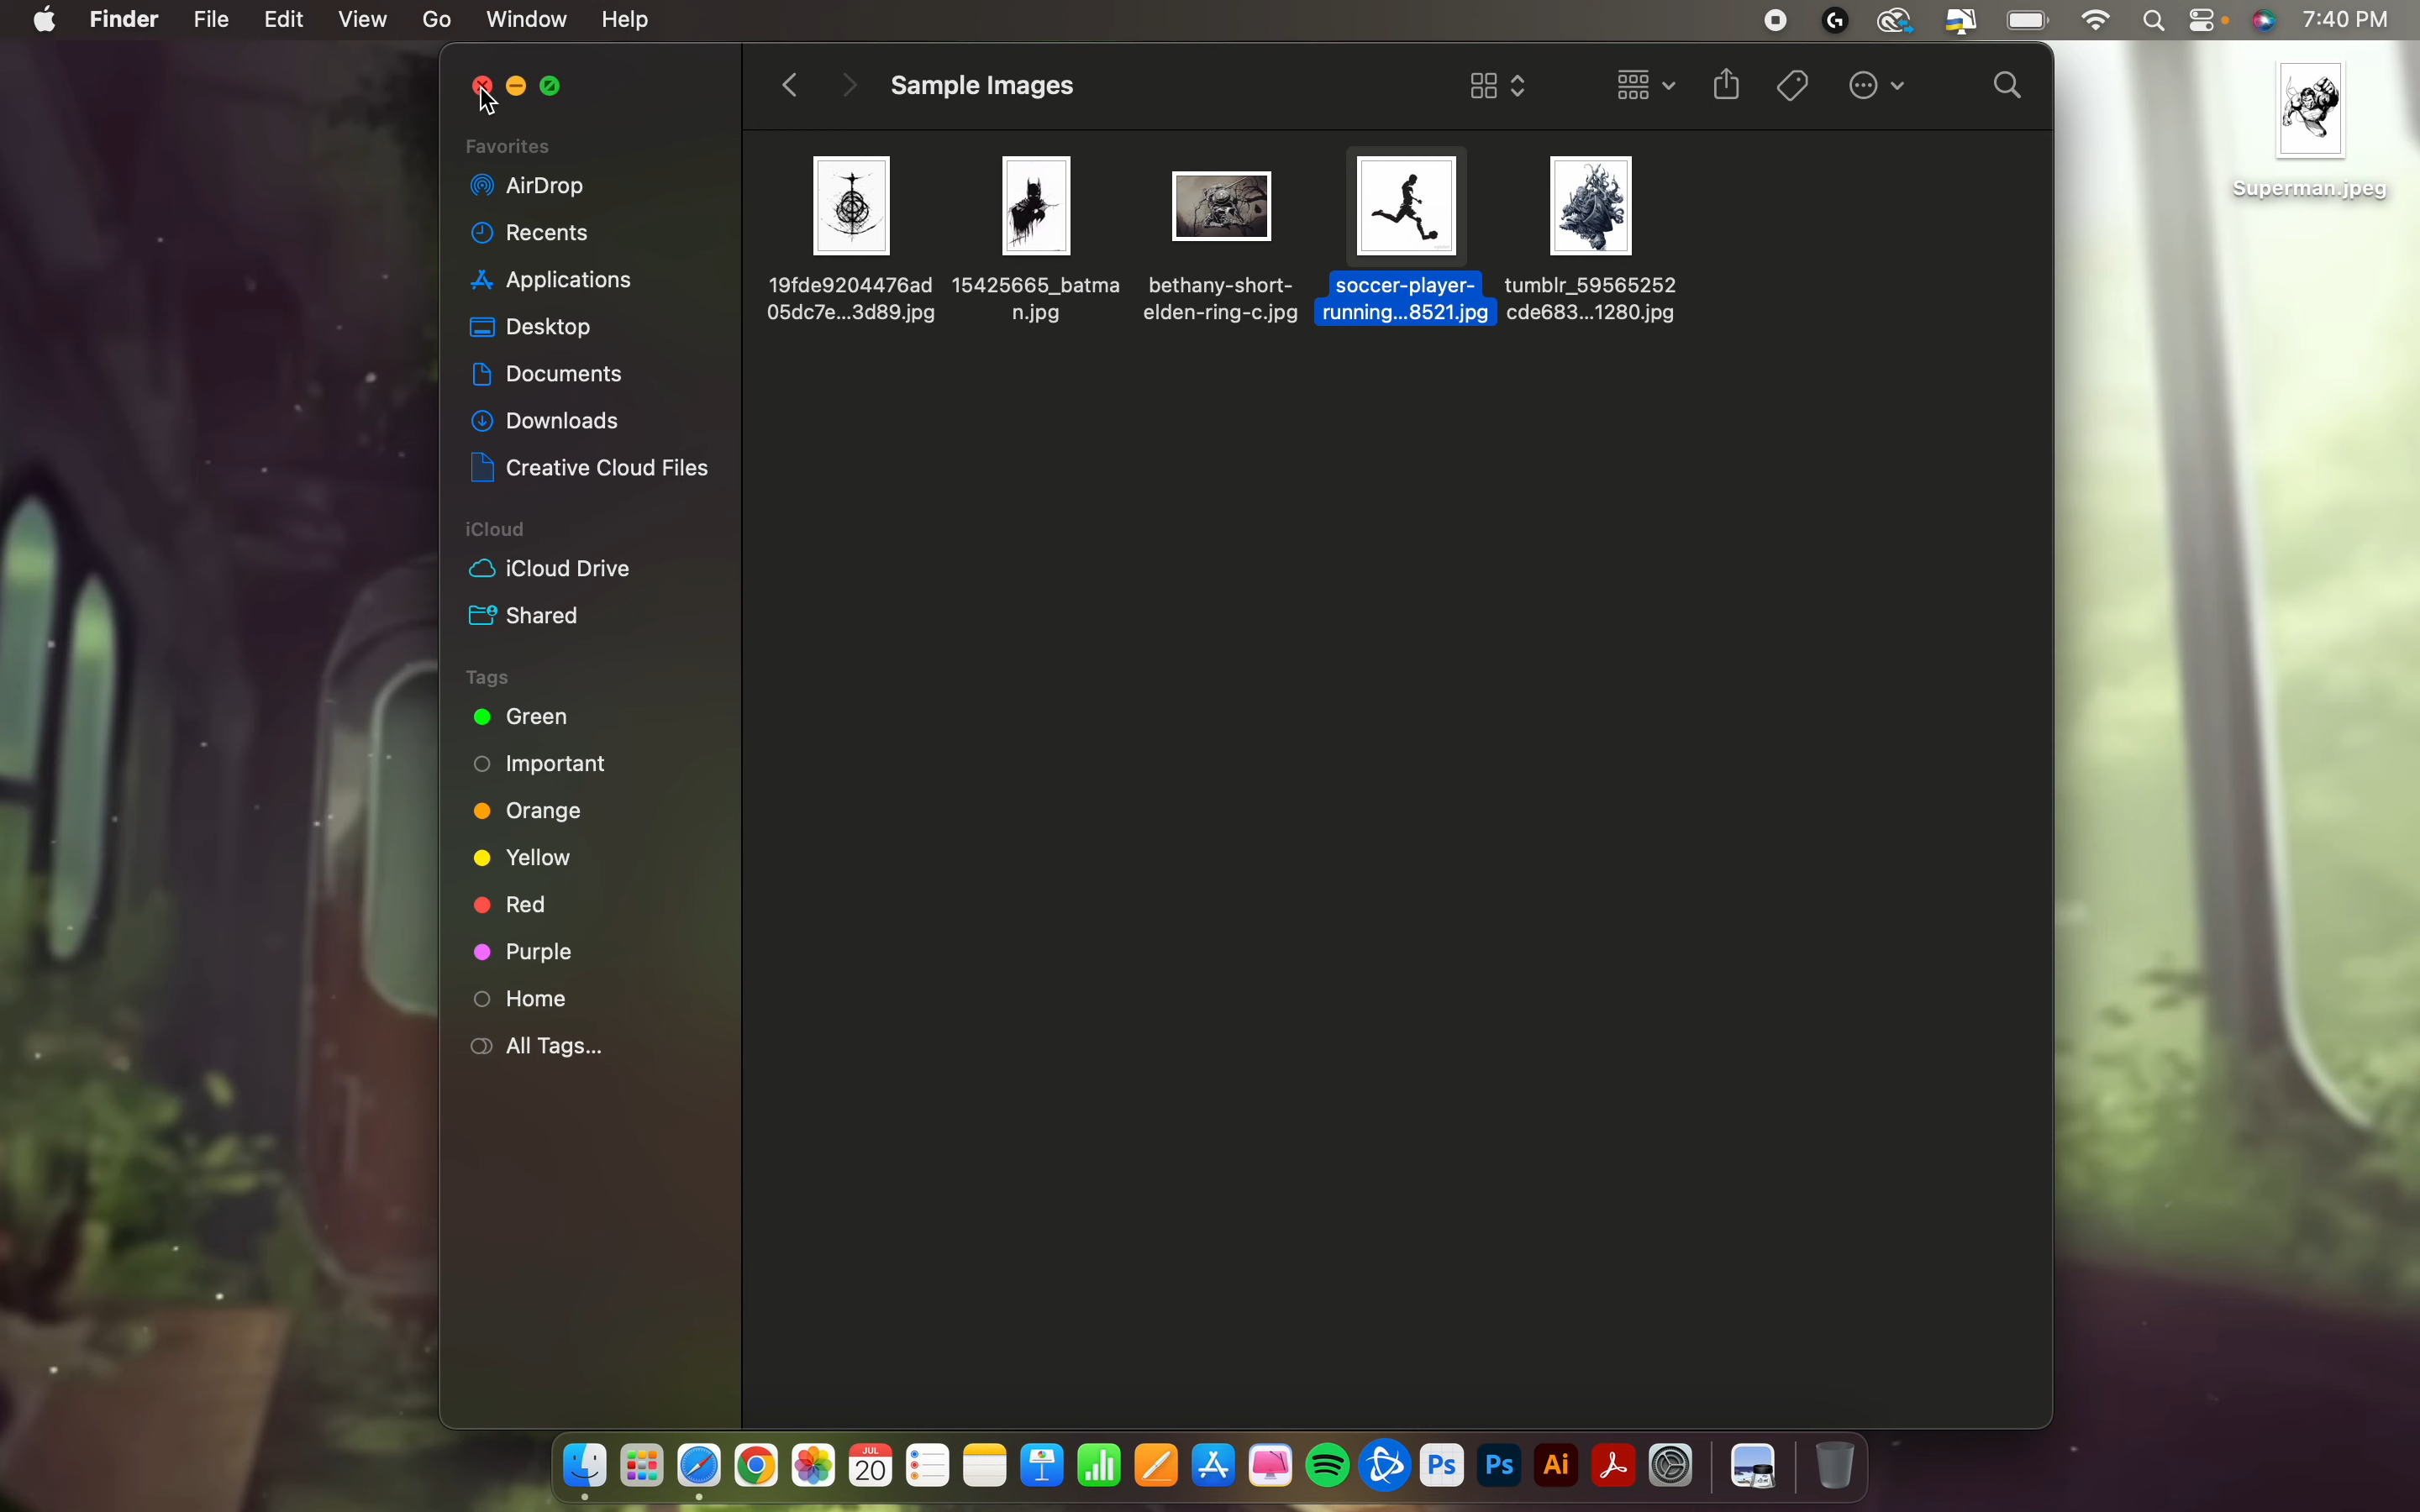 Finder File Edit View Go Window Help 7:40 PM
Sample Images
Superman.jpeg
Favorites
AirDrop
Recents
Applications
Desktop
Documents
Downloads
Creative Cloud Files
iCloud
iCloud Drive
Shared
Tags
Green
Important
Orange
Yellow
Red
Purple
Home
All Tags...
19fde9204476ad
05dc7e...3d89.jpg
15425665_batma
n.jpg
bethany-short-
elden-ring-c.jpg
soccer-player-
running...8521.jpg
tumblr_59565252
cde683...1280.jpg
JUL
20
Ps
Ps
Ai